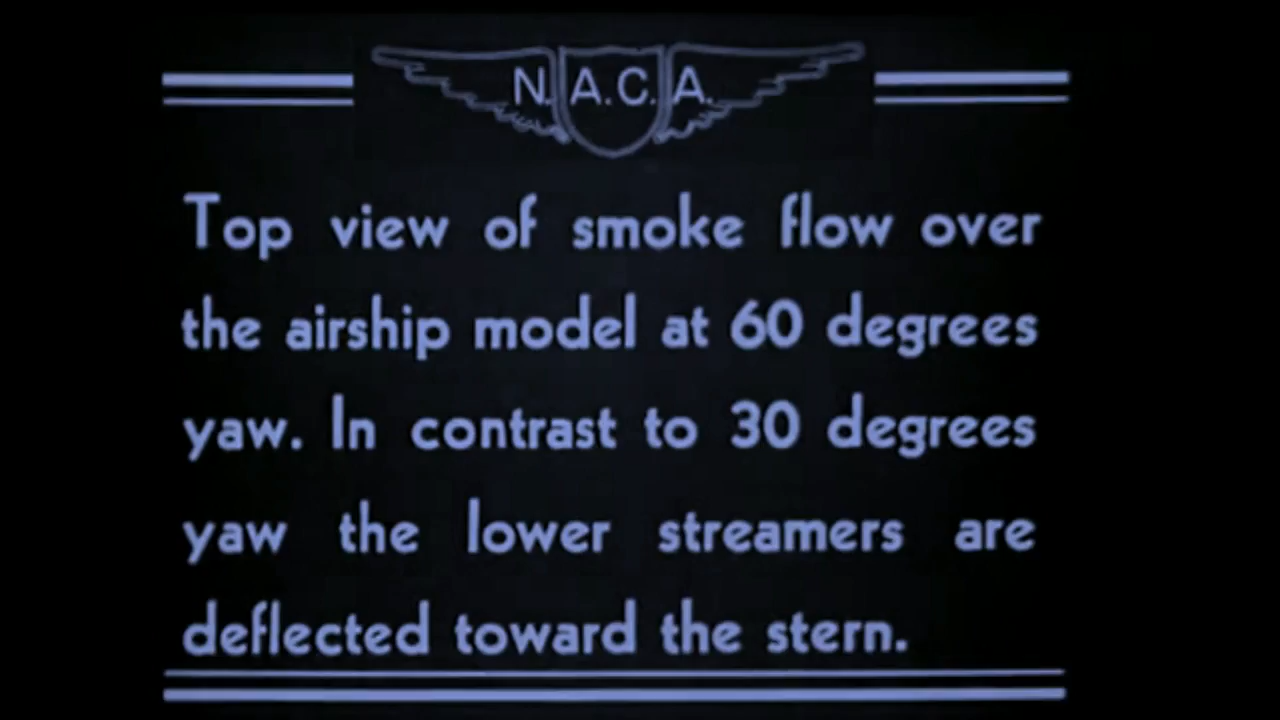 N.A.C.A.
Top view of smoke flow over
the airship model at 60 degrees
yaw. In contrast to 30 degrees
yaw the lower streamers are
deflected toward the stern.